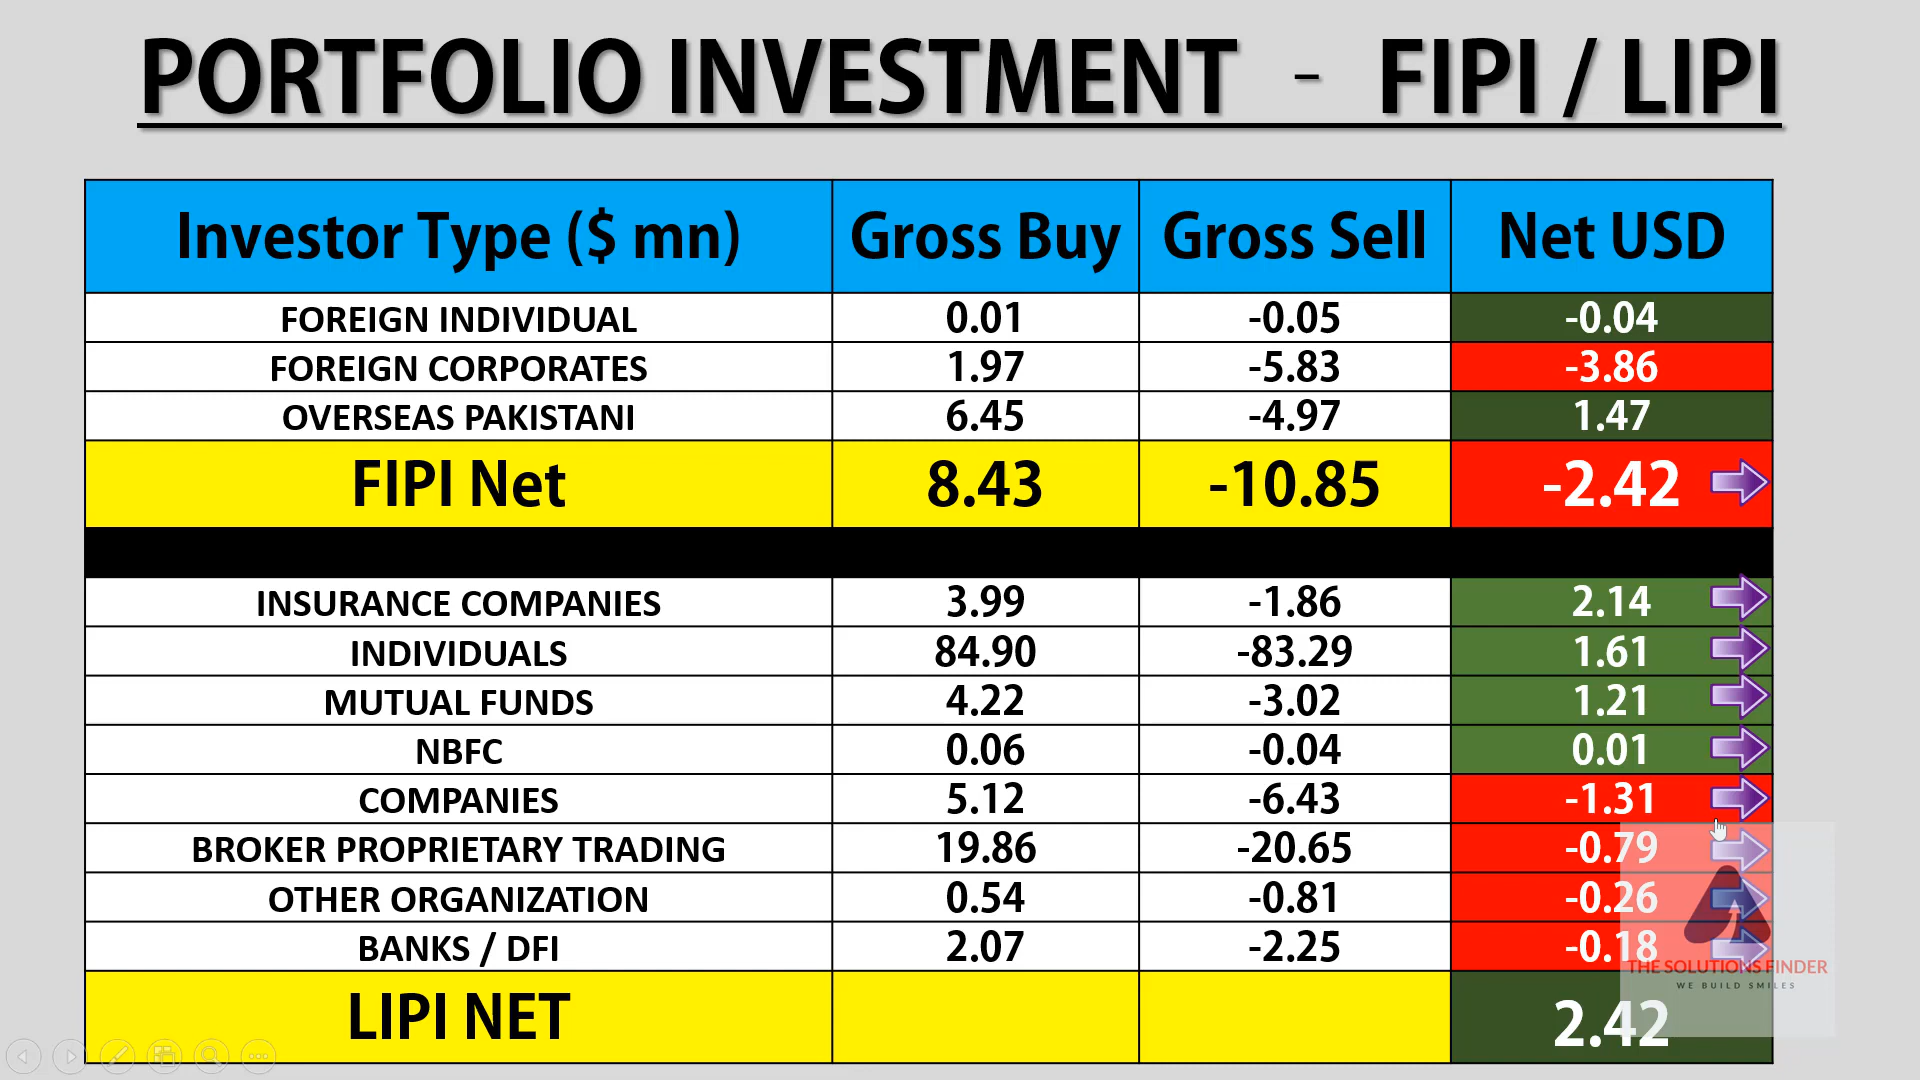 PORTFOLIO INVESTMENT - FIPI / LIPI
Investor Type ($ mn) Gross Buy Gross Sell Net USD
FOREIGN INDIVIDUAL 0.01 -0.05 -0.04
FOREIGN CORPORATES 1.97 -5.83 -3.86
OVERSEAS PAKISTANI 6.45 -4.97 1.47
FIPI Net 8.43 -10.85 -2.42
INSURANCE COMPANIES 3.99 -1.86 2.14
INDIVIDUALS 84.90 -83.29 1.61
MUTUAL FUNDS 4.22 -3.02 1.21
NBFC 0.06 -0.04 0.01
COMPANIES 5.12 -6.43 -1.31
BROKER PROPRIETARY TRADING 19.86 -20.65 -0.79
OTHER ORGANIZATION 0.54 -0.81 -0.26
BANKS / DFI 2.07 -2.25 -0.18
THE SOLUTIONS FINDER
WE BUILD SMILES
LIPI NET 2.42